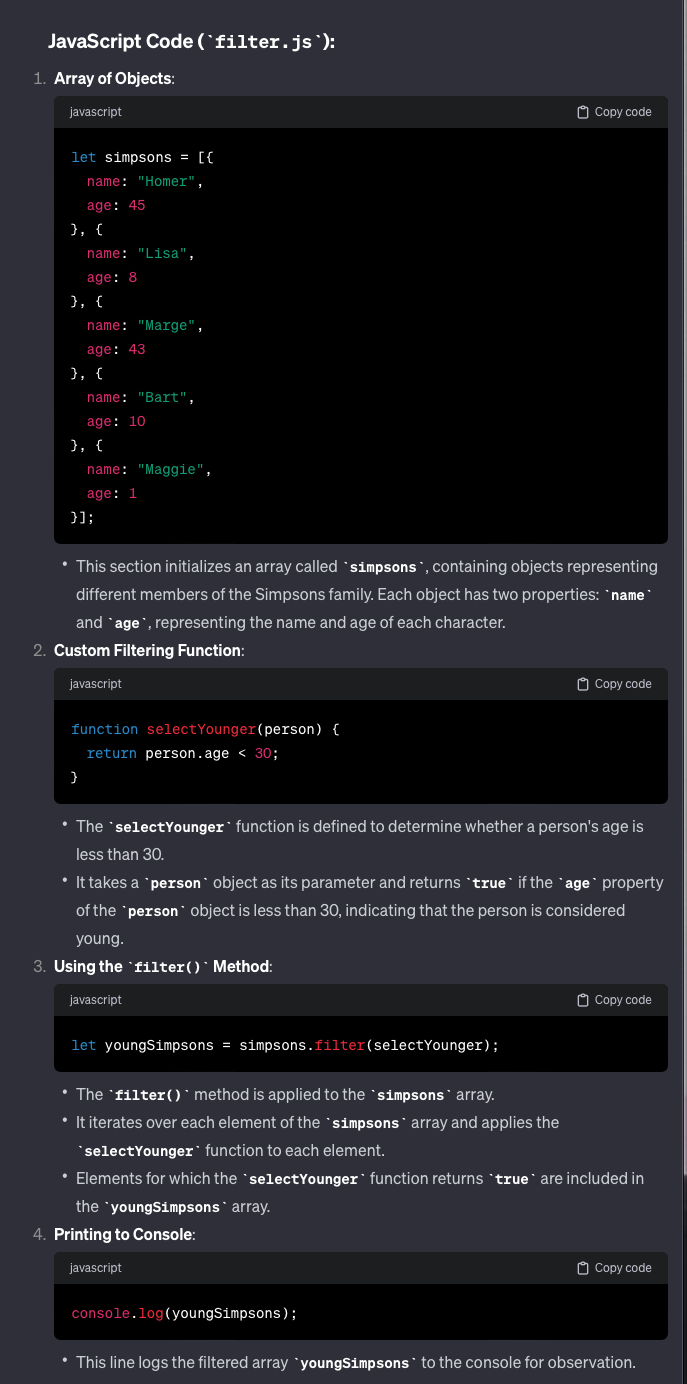 JavaScript Code (`filter.js`):
1. Array of Objects:
javascript
Copy code
let simpsons = [{
  name: "Homer",
  age: 45
}, {
  name: "Lisa",
  age: 8
}, {
  name: "Marge",
  age: 43
}, {
  name: "Bart",
  age: 10
}, {
  name: "Maggie",
  age: 1
}];
• This section initializes an array called `simpsons`, containing objects representing
different members of the Simpsons family. Each object has two properties: `name`
and `age`, representing the name and age of each character.
2. Custom Filtering Function:
javascript
Copy code
function selectYounger(person) {
  return person.age < 30;
}
• The `selectYounger` function is defined to determine whether a person's age is
less than 30.
• It takes a `person` object as its parameter and returns `true` if the `age` property
of the `person` object is less than 30, indicating that the person is considered
young.
3. Using the `filter()` Method:
javascript
Copy code
let youngSimpsons = simpsons.filter(selectYounger);
• The `filter()` method is applied to the `simpsons` array.
• It iterates over each element of the `simpsons` array and applies the
`selectYounger` function to each element.
• Elements for which the `selectYounger` function returns `true` are included in
the `youngSimpsons` array.
4. Printing to Console:
javascript
Copy code
console.log(youngSimpsons);
• This line logs the filtered array `youngSimpsons` to the console for observation.